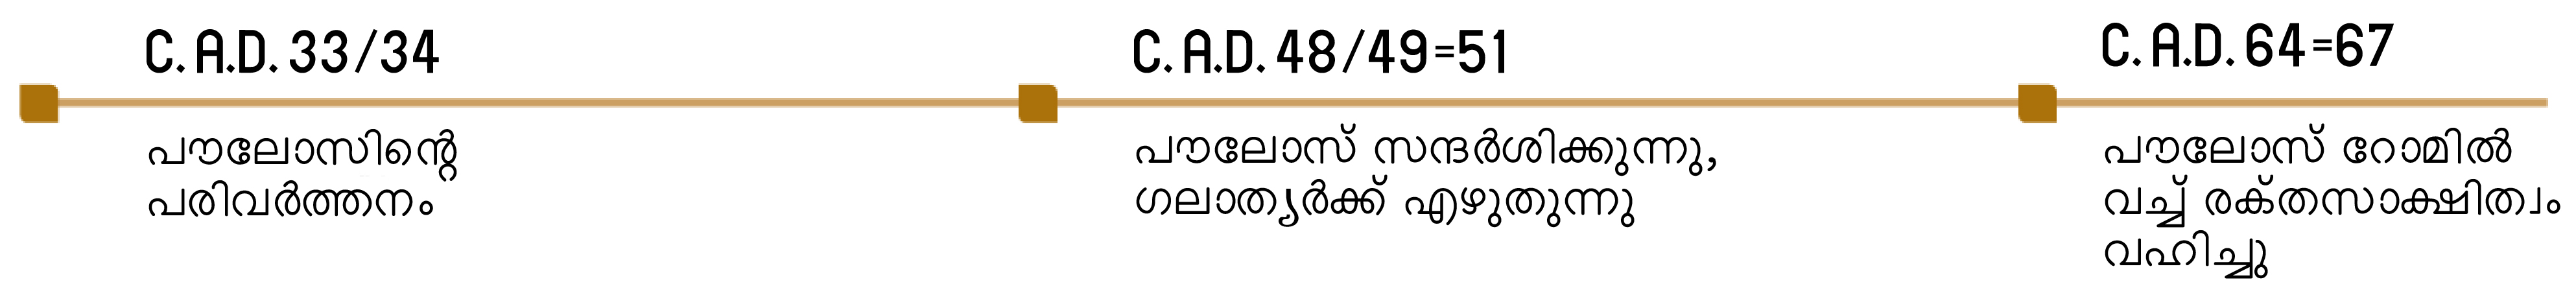 C. A.D. 33/34
പൗലോസിന്റെ
പരിവർത്തനം
C. A.D. 48/49=51
പൗലോസ് സന്ദർശിക്കുന്നു,
ഗലാത്യർക്ക് എഴുതുന്നു
C. A.D. 64=67
പൗലോസ് റോമിൽ
വച്ച് രക്തസാക്ഷിത്വം
വഹിച്ചു